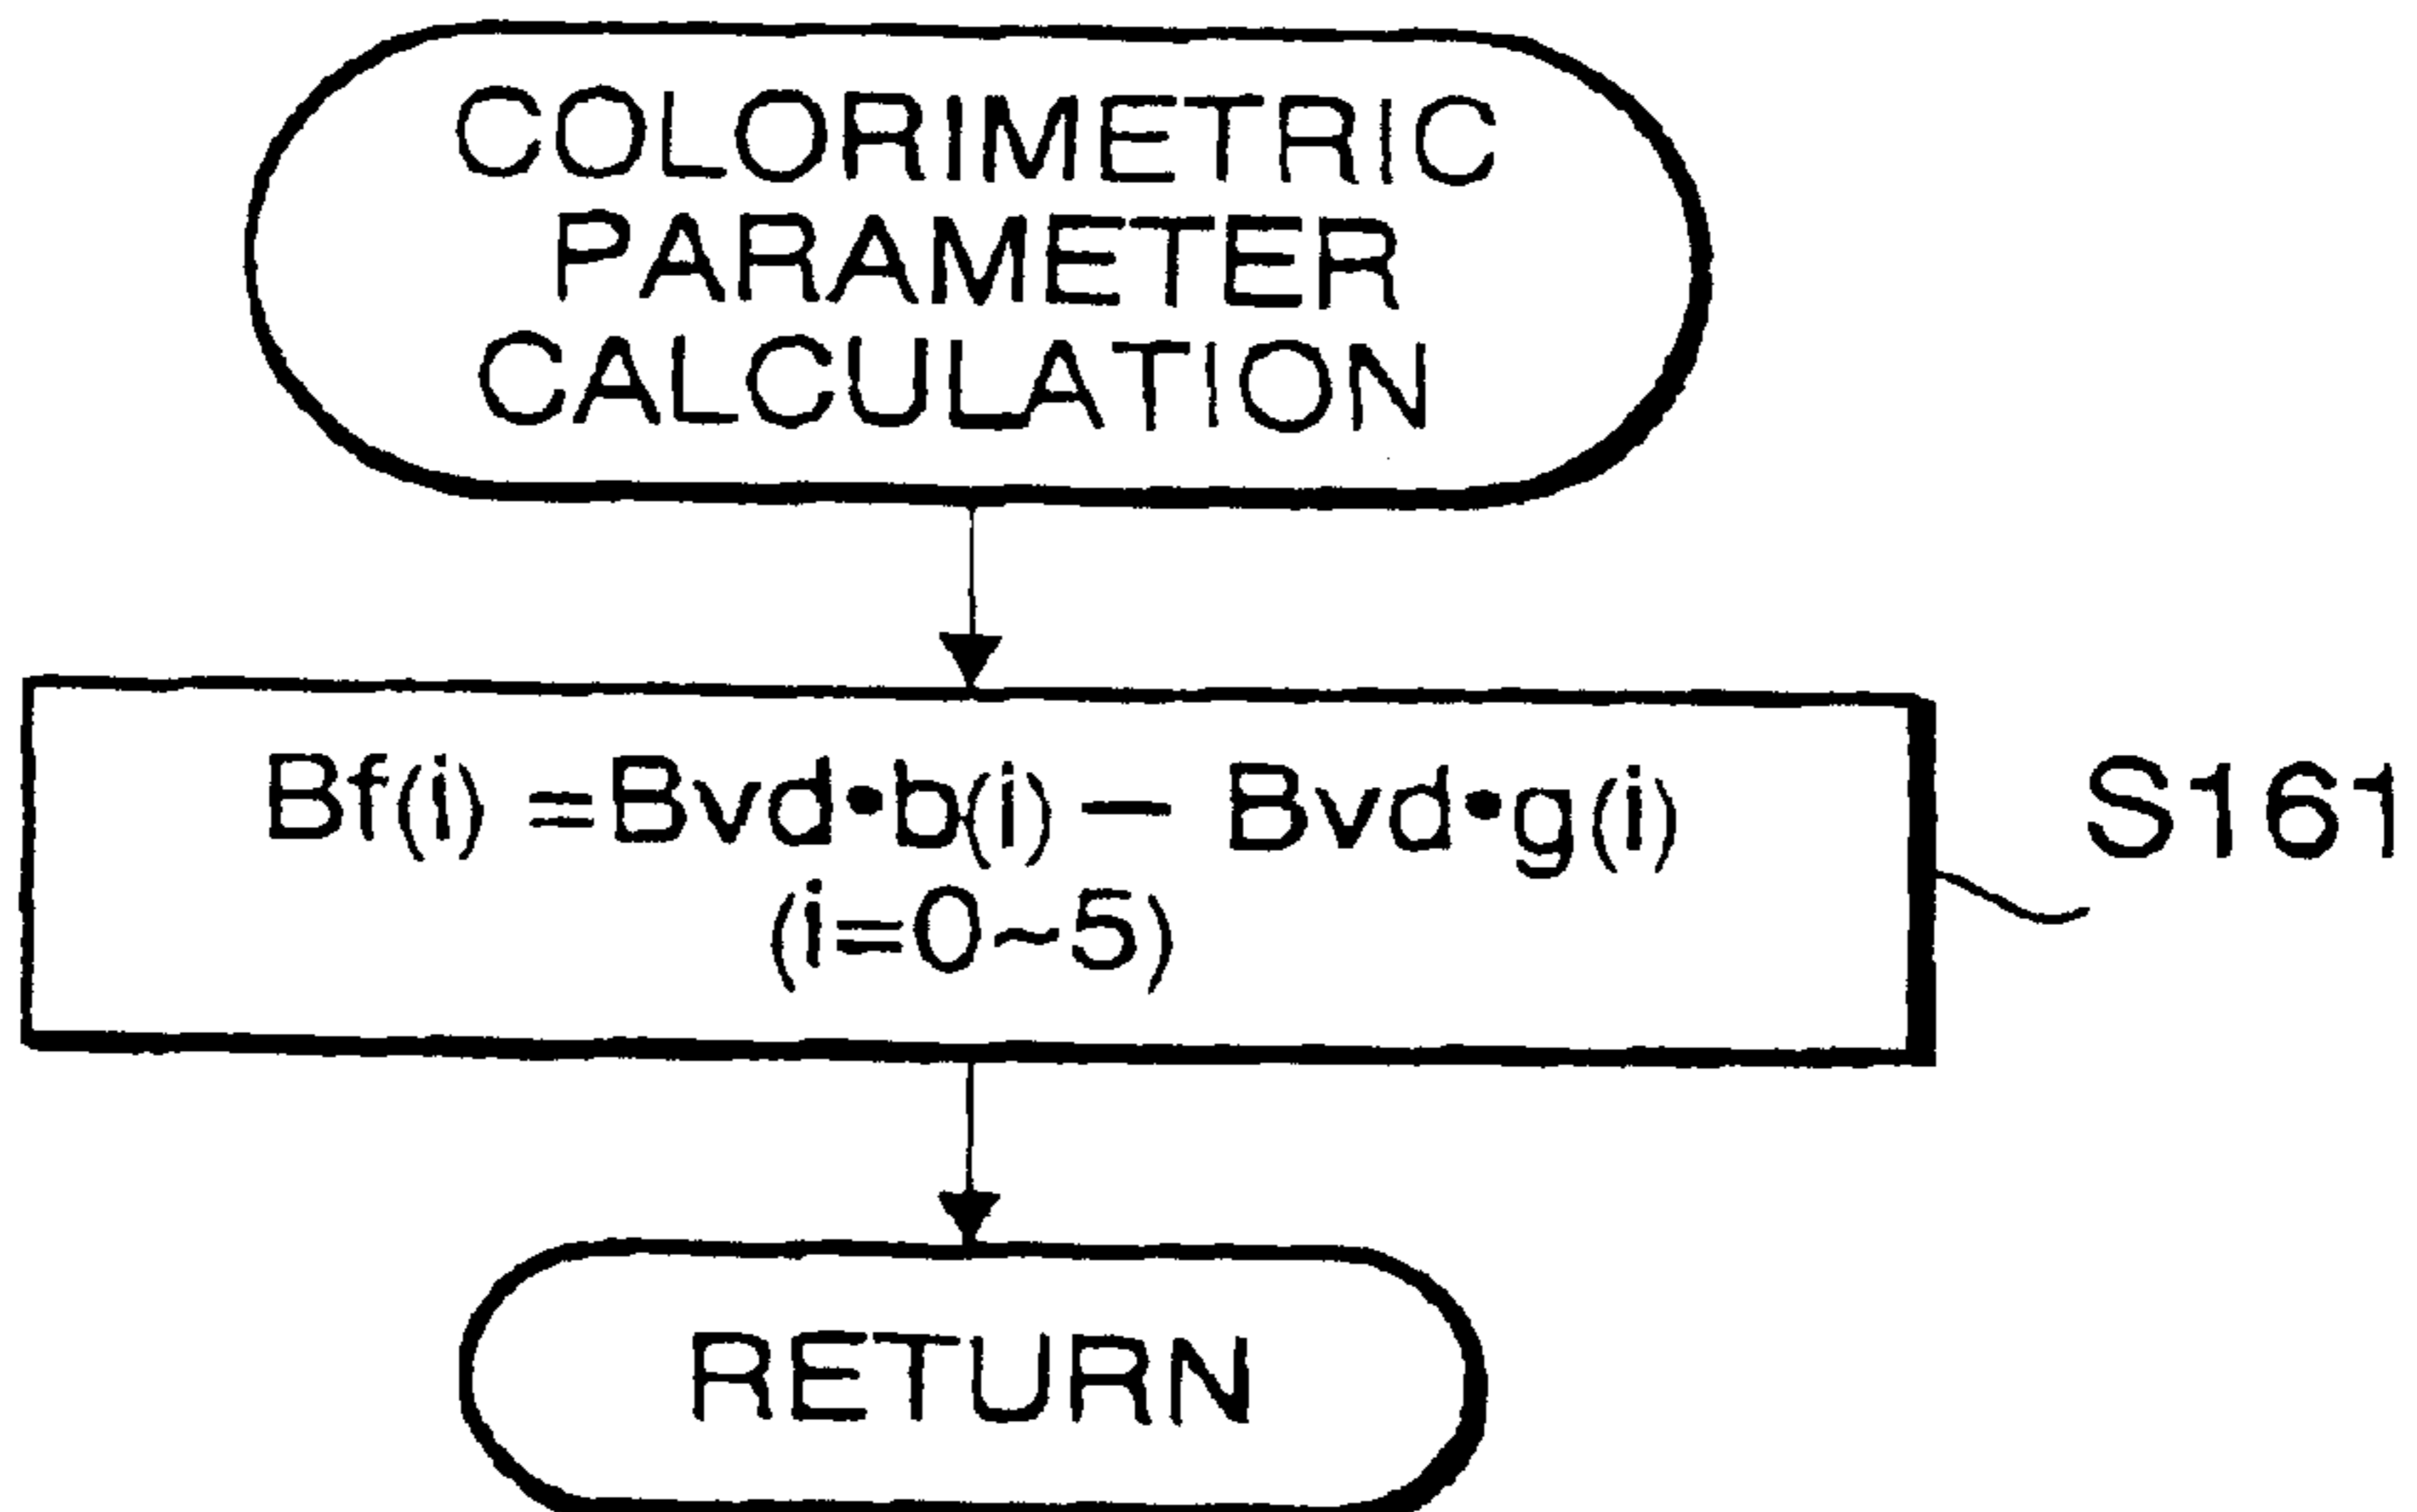 COLORIMETRIC
PARAMETER
CALCULATION
Bf(i) =Bvd•b(i) — Bvd•g(i)
(i=0~5)
S161
RETURN